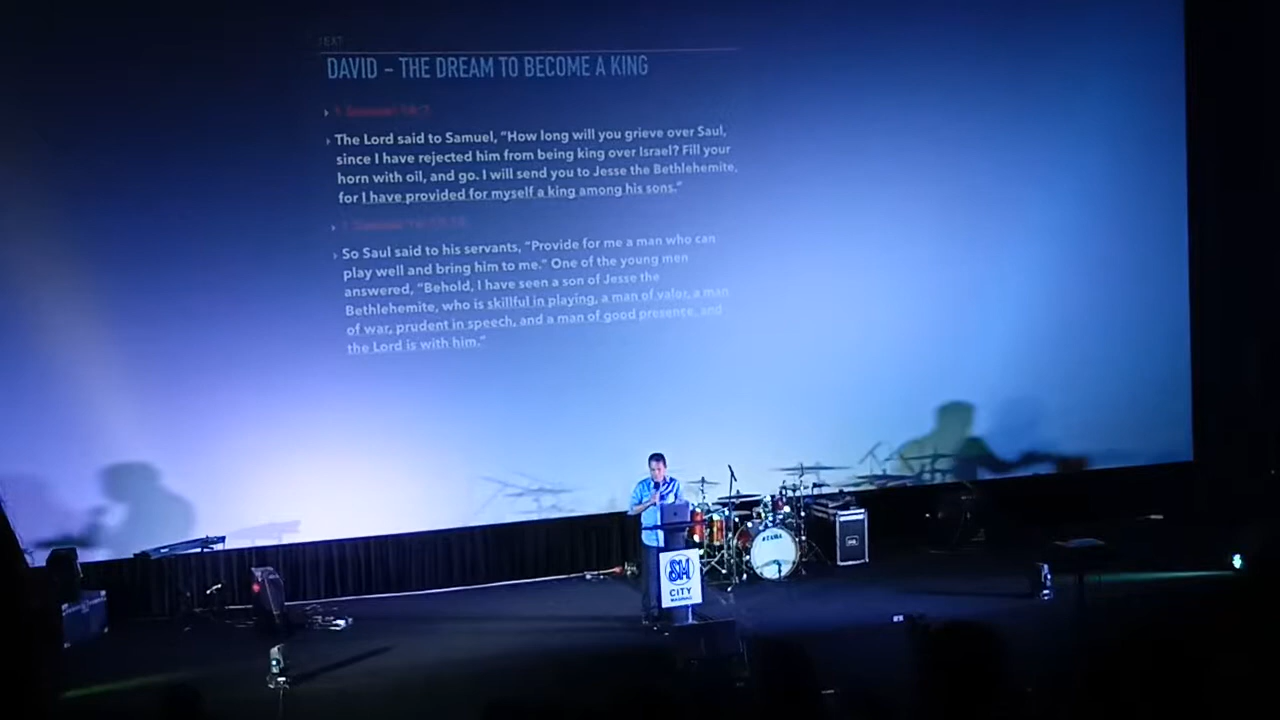 TEXT
DAVID – THE DREAM TO BECOME A KING
The Lord said to Samuel, "How long will you grieve over Saul,
since I have rejected him from being king over Israel? Fill your
horn with oil, and go. I will send you to Jesse the Bethlehemite,
for I have provided for myself a king among his sons."
So Saul said to his servants, "Provide for me a man who can
play well and bring him to me." One of the young men
answered, "Behold, I have seen a son of Jesse the
Bethlehemite, who is skillful in playing, a man of valor, a man
of war, prudent in speech, and a man of good presence, and
the Lord is with him."
TAMA
SM
CITY